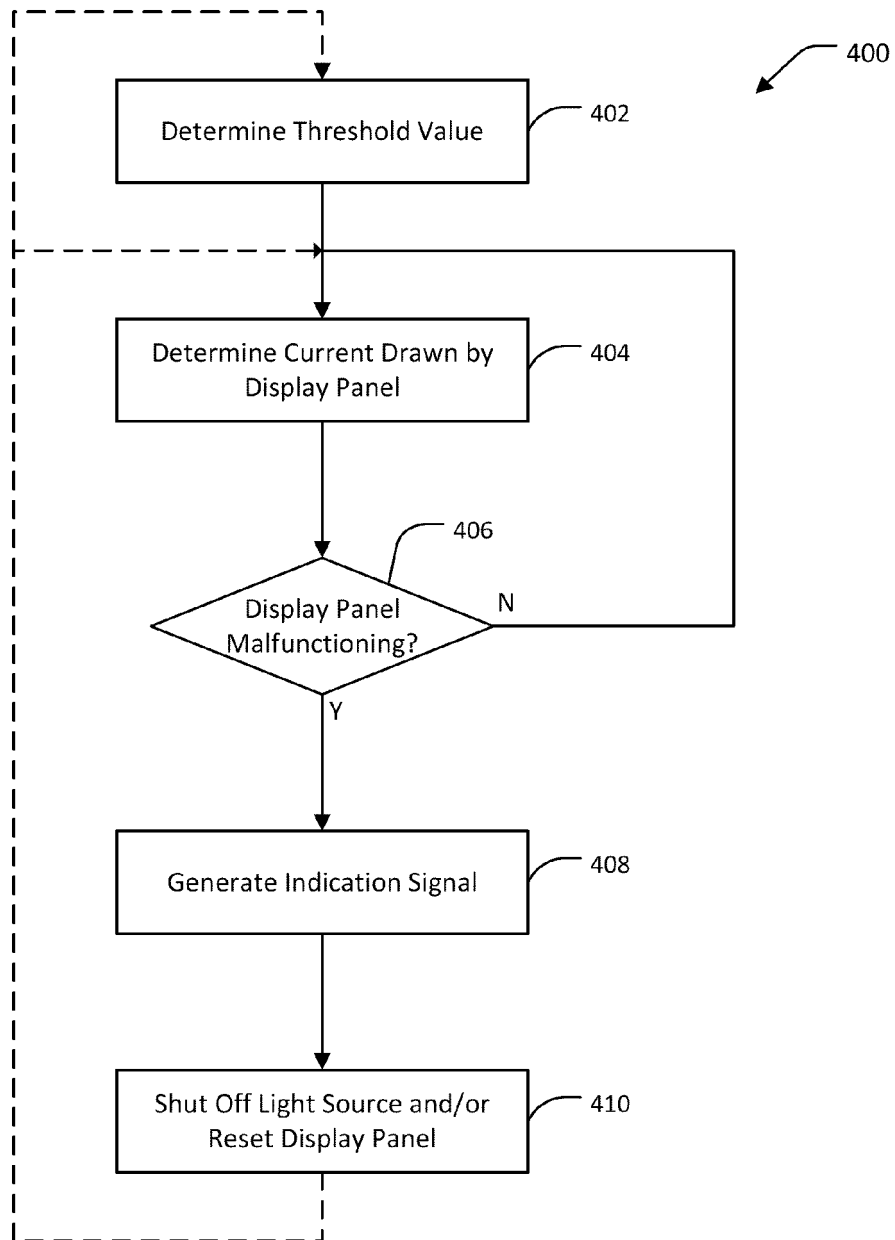 400
Determine Threshold Value
402
Determine Current Drawn by
Display Panel
404
406
Display Panel
Malfunctioning?
N
Y
Generate Indication Signal
408
Shut Off Light Source and/or
Reset Display Panel
410